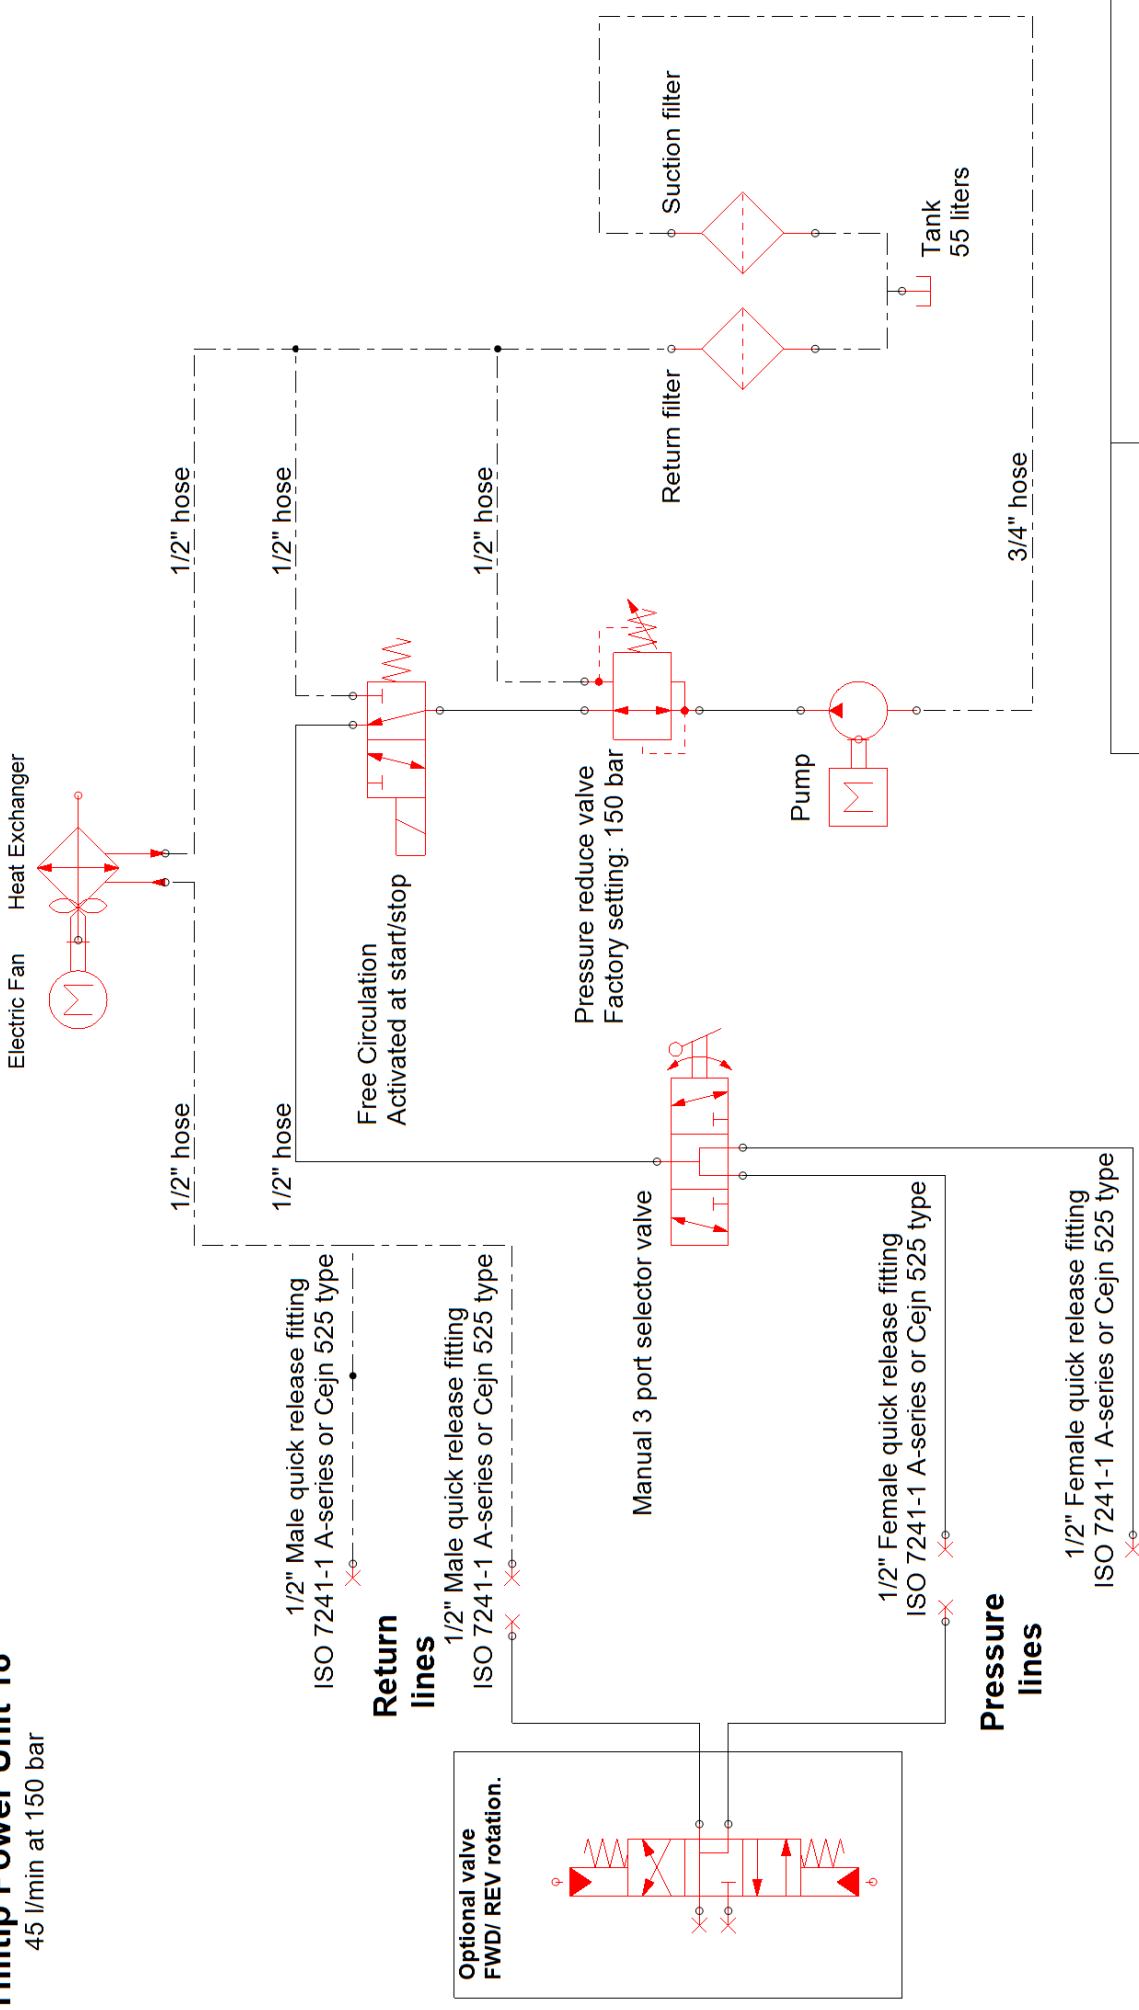 Power Unit
45 l/min at 150 bar
Electric Fan
Heat Exchanger
M
1/2" hose
1/2" hose
1/2" hose
1/2" hose
1/2" Male quick release fitting
ISO 7241-1 A-series or Cejn 525 type
Free Circulation
Activated at start/stop
Return
lines
1/2" Male quick release fitting
ISO 7241-1 A-series or Cejn 525 type
1/2" hose
Optional valve
FWD/ REV rotation.
Pressure reduce valve
Factory setting: 150 bar
Manual 3 port selector valve
Return filter
Suction filter
Pump
M
Tank
55 liters
1/2" Female quick release fitting
ISO 7241-1 A-series or Cejn 525 type
Pressure
lines
3/4" hose
1/2" Female quick release fitting
ISO 7241-1 A-series or Cejn 525 type